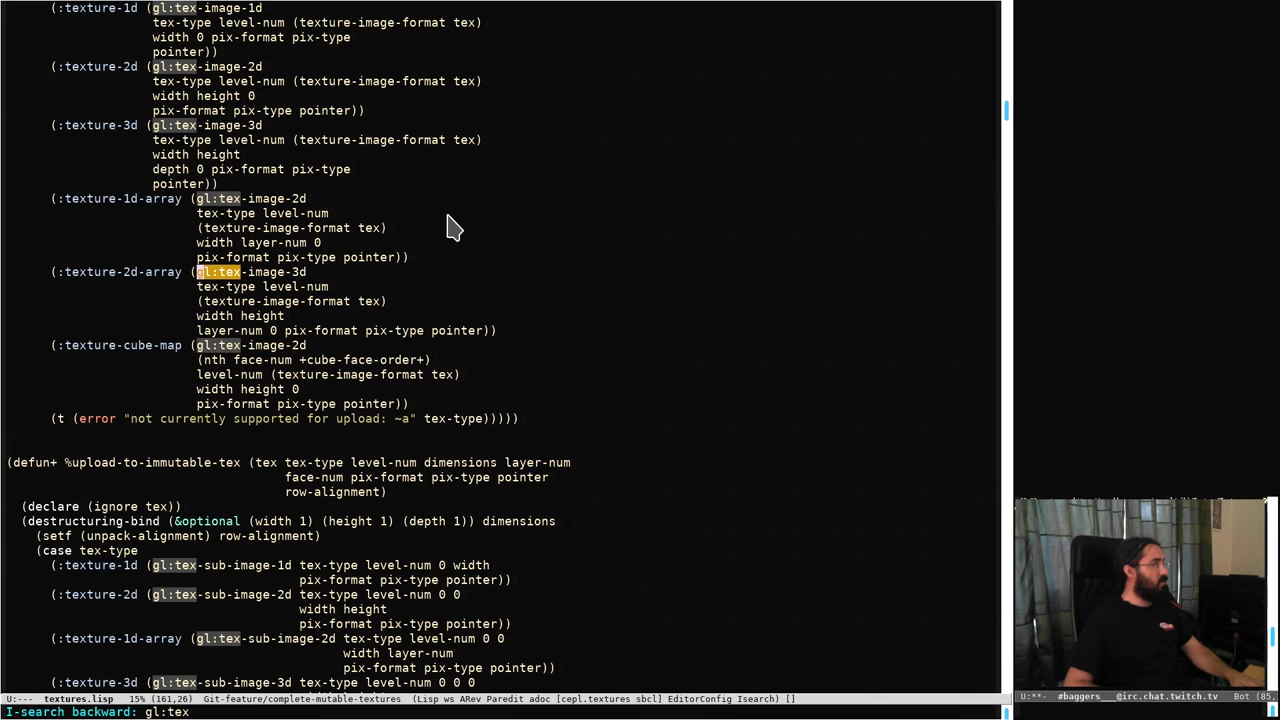 (:texture-1d (gl:tex-image-1d
tex-type level-num (texture-image-format tex)
width 0 pix-format pix-type
pointer))
(:texture-2d (gl:tex-image-2d
tex-type level-num (texture-image-format tex)
width height 0
pix-format pix-type pointer))
(:texture-3d (gl:tex-image-3d
tex-type level-num (texture-image-format tex)
width height
depth 0 pix-format pix-type
pointer))
(:texture-1d-array (gl:tex-image-2d
tex-type level-num
(texture-image-format tex)
width layer-num 0
pix-format pix-type pointer))
(:texture-2d-array (gl:tex-image-3d
tex-type level-num
(texture-image-format tex)
width height
layer-num 0 pix-format pix-type pointer))
(:texture-cube-map (gl:tex-image-2d
(nth face-num +cube-face-order+)
level-num (texture-image-format tex)
width height 0
pix-format pix-type pointer))
(t (error "not currently supported for upload: ~a" tex-type)))))
(defun+ %upload-to-immutable-tex (tex tex-type level-num dimensions layer-num
face-num pix-format pix-type pointer
row-alignment)
(declare (ignore tex))
(destructuring-bind (&optional (width 1) (height 1) (depth 1)) dimensions
(setf (unpack-alignment) row-alignment)
(case tex-type
(:texture-1d (gl:tex-sub-image-1d tex-type level-num 0 width
pix-format pix-type pointer))
(:texture-2d (gl:tex-sub-image-2d tex-type level-num 0 0
width height
pix-format pix-type pointer))
(:texture-1d-array (gl:tex-sub-image-2d tex-type level-num 0 0
width layer-num
pix-format pix-type pointer))
(:texture-3d (gl:tex-sub-image-3d tex-type level-num 0 0 0
U:--- textures.lisp 15% (161,26) Git-feature/complete-mutable-textures (Lisp ws ARev Paredit adoc [cepl.textures sbcl] EditorConfig Isearch) []
U:**- #baggers___@irc.chat.twitch.tv Bot (85,
I-search backward: gl:tex